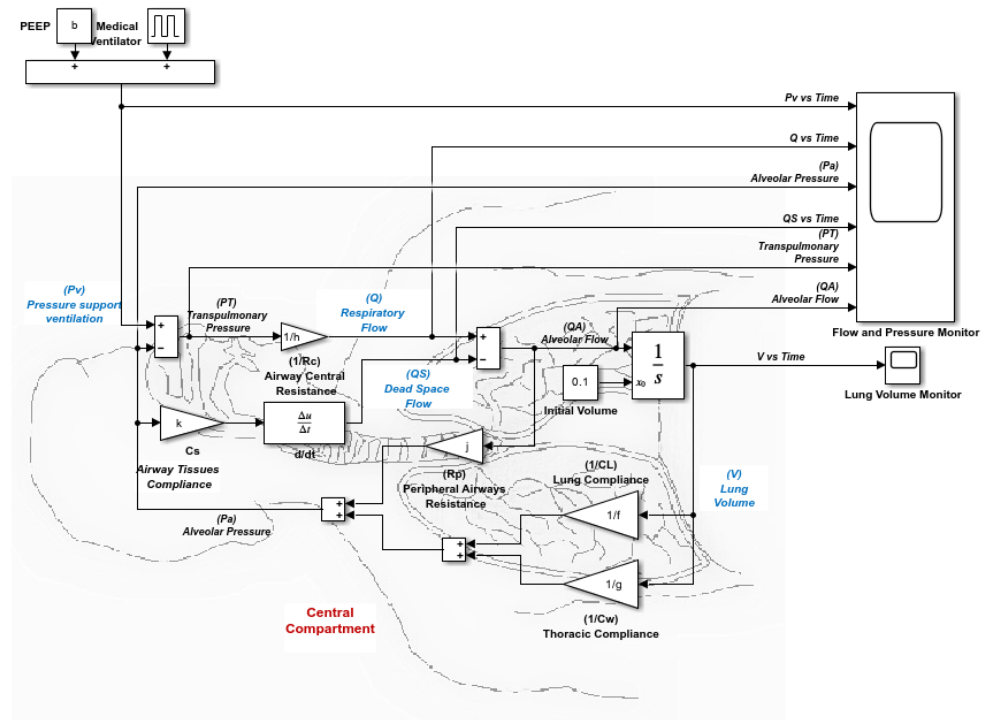 PEEP
b
Medical
Ventilator
+
+
Pv vs Time
Q vs Time
(Pa)
Alveolar Pressure
QS vs Time
(PT)
Transpulmonary
Pressure
(QA)
Alveolar Flow
Flow and Pressure Monitor
(Pv)
Pressure support
ventilation
+
−
(PT)
Transpulmonary
Pressure
1/h
(1/Rc)
Airway Central
Resistance
(Q)
Respiratory
Flow
+
−
(QA)
Alveolar Flow
(QS)
Dead Space
Flow
0.1
Initial Volume
x0
1
s
V vs Time
Lung Volume Monitor
k
Cs
Airway Tissues
Compliance
Δu
Δt
d/dt
j
(Rp)
Peripheral Airways
Resistance
(1/CL)
Lung Compliance
1/f
(V)
Lung
Volume
+
+
(Pa)
Alveolar Pressure
+
+
1/g
(1/Cw)
Thoracic Compliance
Central
Compartment